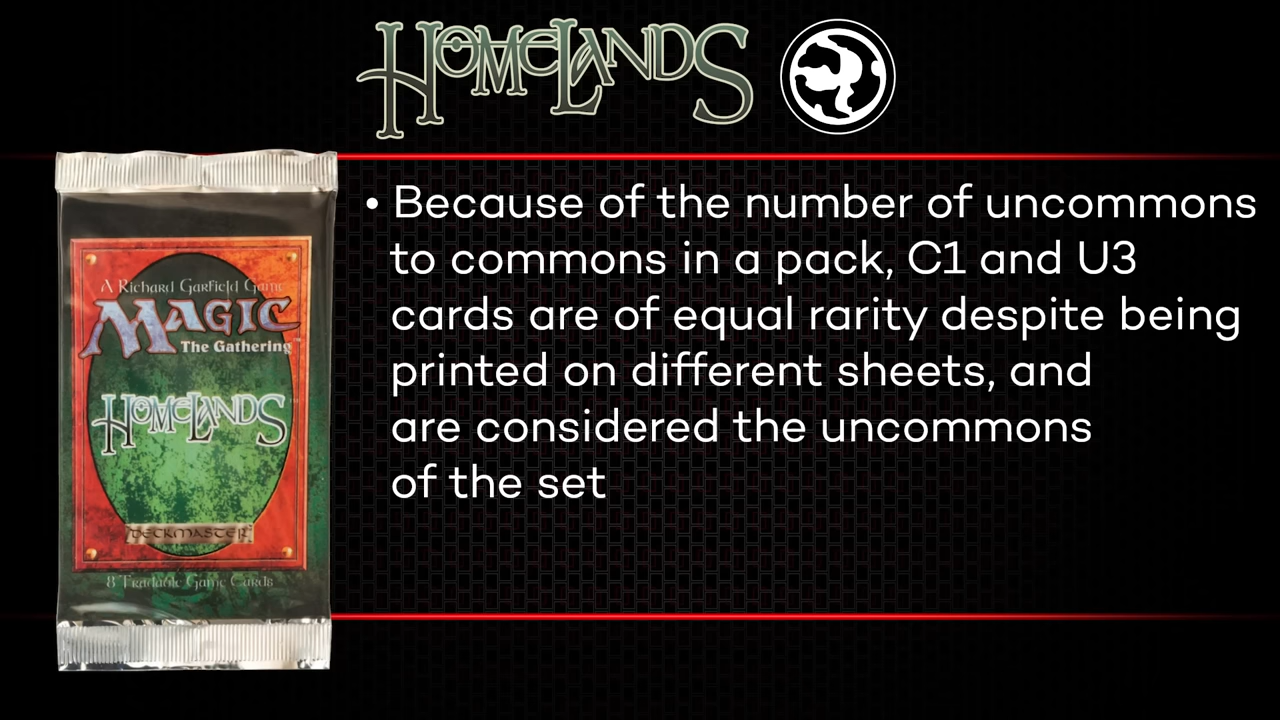 HOMELANDS
• Because of the number of uncommons
to commons in a pack, C1 and U3
cards are of equal rarity despite being
printed on different sheets, and
are considered the uncommons
of the set
A Richard Garfield Game
MAGIC
The Gathering™
HOMELANDS™
DECKMASTER
8 Tradable Game Cards